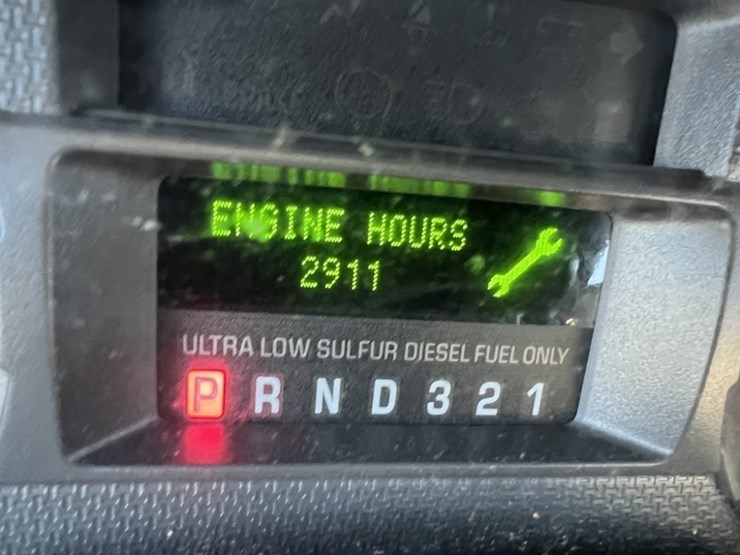 ENGINE HOURS
2911
ULTRA LOW SULFUR DIESEL FUEL ONLY
P R N D 3 2 1